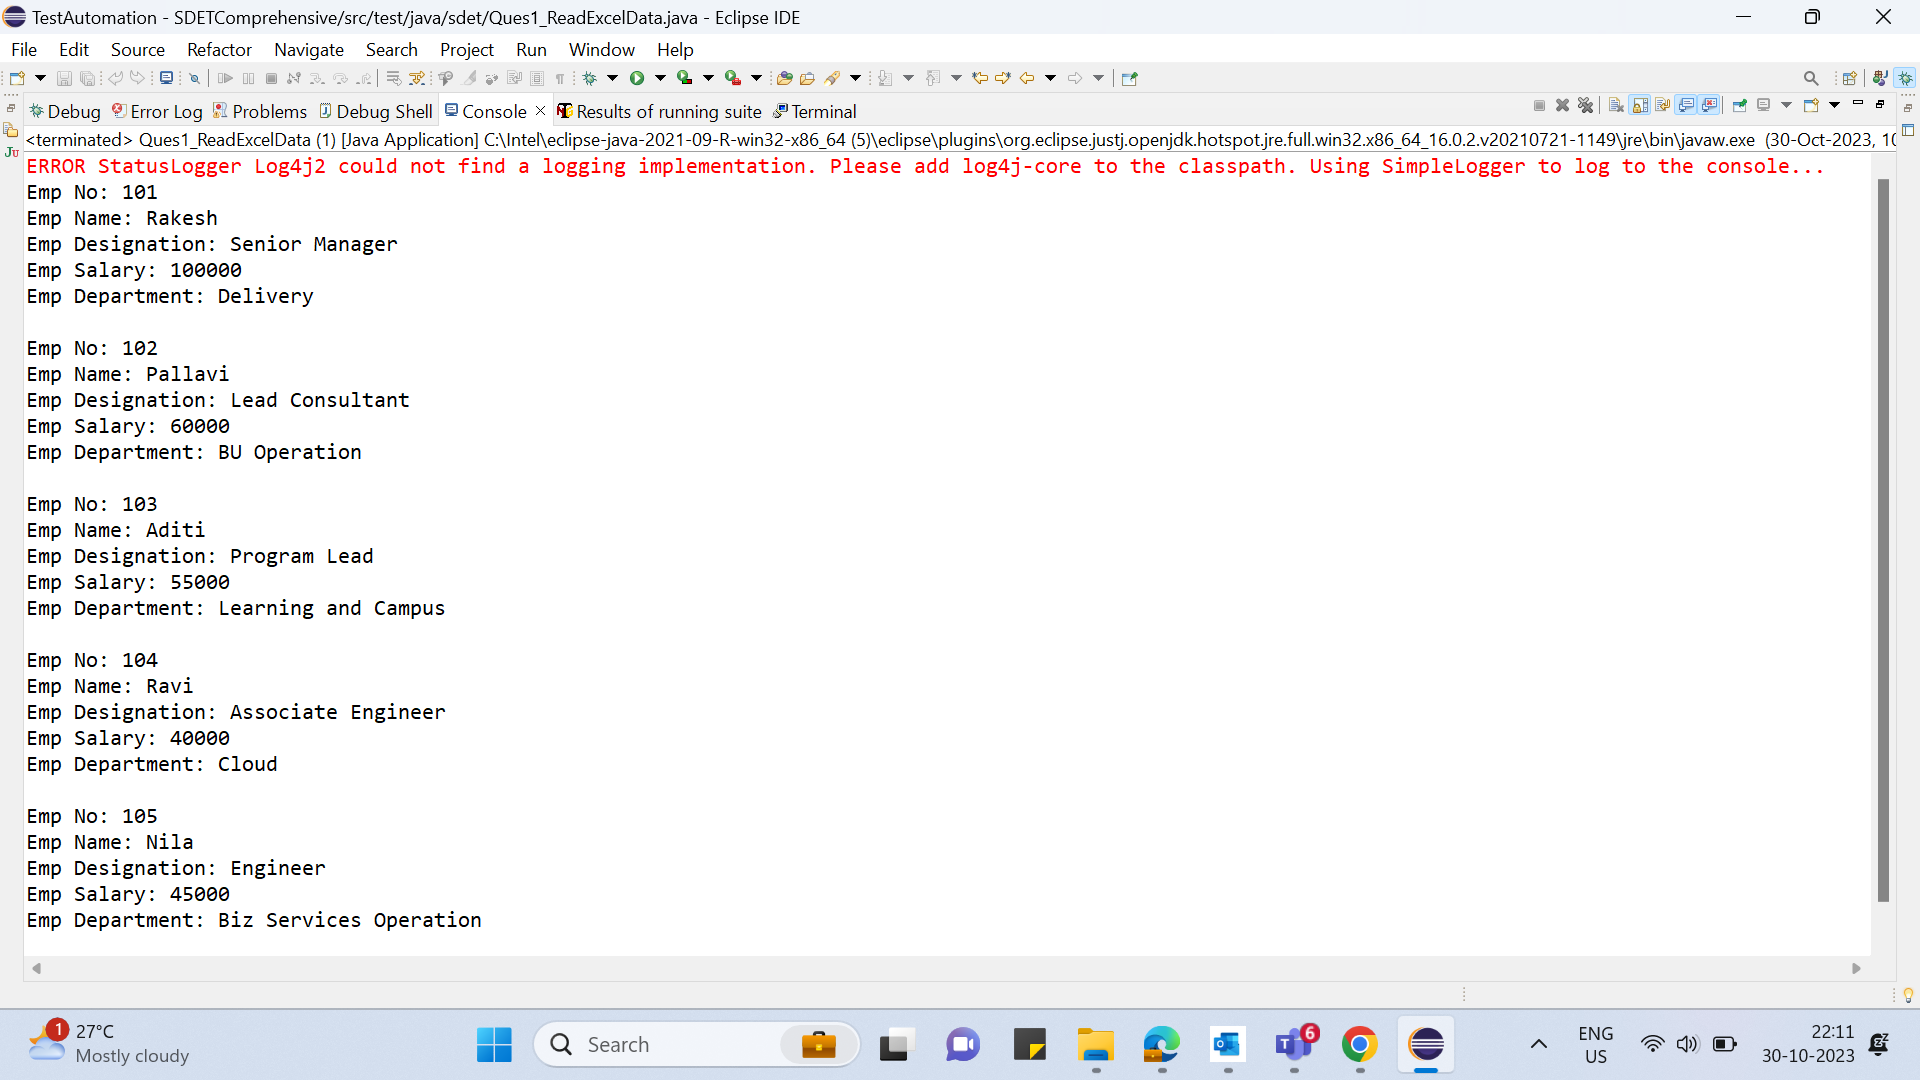 TestAutomation - SDETComprehensive/src/test/java/sdet/Ques1_ReadExcelData.java - Eclipse IDE
File Edit Source Refactor Navigate Search Project Run Window Help
Debug Error Log Problems Debug Shell Console Results of running suite Terminal
<terminated> Ques1_ReadExcelData (1) [Java Application] C:\Intel\eclipse-java-2021-09-R-win32-x86_64 (5)\eclipse\plugins\org.eclipse.justj.openjdk.hotspot.jre.full.win32.x86_64_16.0.2.v20210721-1149\jre\bin\javaw.exe (30-Oct-2023, 10
ERROR StatusLogger Log4j2 could not find a logging implementation. Please add log4j-core to the classpath. Using SimpleLogger to log to the console...
Emp No: 101
Emp Name: Rakesh
Emp Designation: Senior Manager
Emp Salary: 100000
Emp Department: Delivery
Emp No: 102
Emp Name: Pallavi
Emp Designation: Lead Consultant
Emp Salary: 60000
Emp Department: BU Operation
Emp No: 103
Emp Name: Aditi
Emp Designation: Program Lead
Emp Salary: 55000
Emp Department: Learning and Campus
Emp No: 104
Emp Name: Ravi
Emp Designation: Associate Engineer
Emp Salary: 40000
Emp Department: Cloud
Emp No: 105
Emp Name: Nila
Emp Designation: Engineer
Emp Salary: 45000
Emp Department: Biz Services Operation
1
27°C
Mostly cloudy
Search
6
ENG
US
22:11
30-10-2023